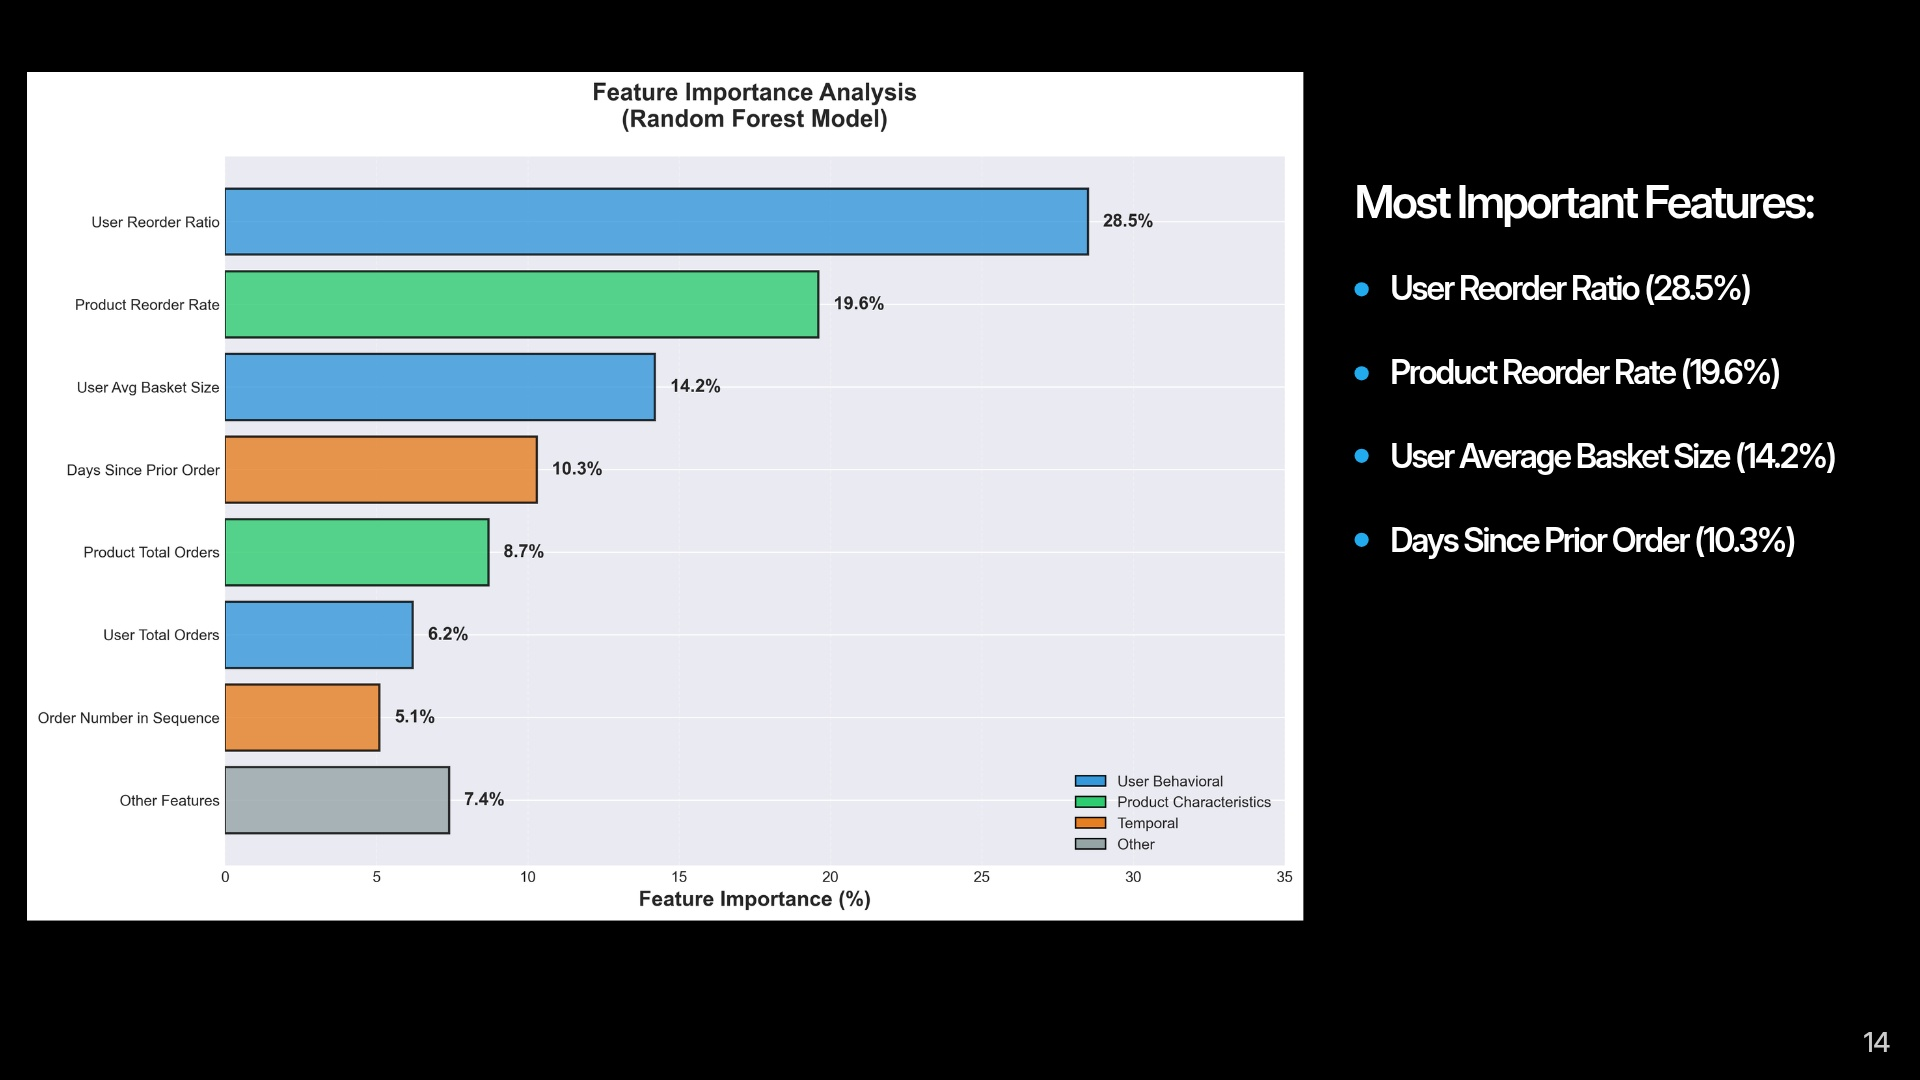 Feature Importance Analysis
(Random Forest Model)
User Reorder Ratio
28.5%
Product Reorder Rate
19.6%
User Avg Basket Size
14.2%
Days Since Prior Order
10.3%
Product Total Orders
8.7%
User Total Orders
6.2%
Order Number in Sequence
5.1%
Other Features
7.4%
User Behavioral
Product Characteristics
Temporal
Other
0 5 10 15 20 25 30 35
Feature Importance (%)
Most Important Features:
User Reorder Ratio (28.5%)
Product Reorder Rate (19.6%)
User Average Basket Size (14.2%)
Days Since Prior Order (10.3%)
14